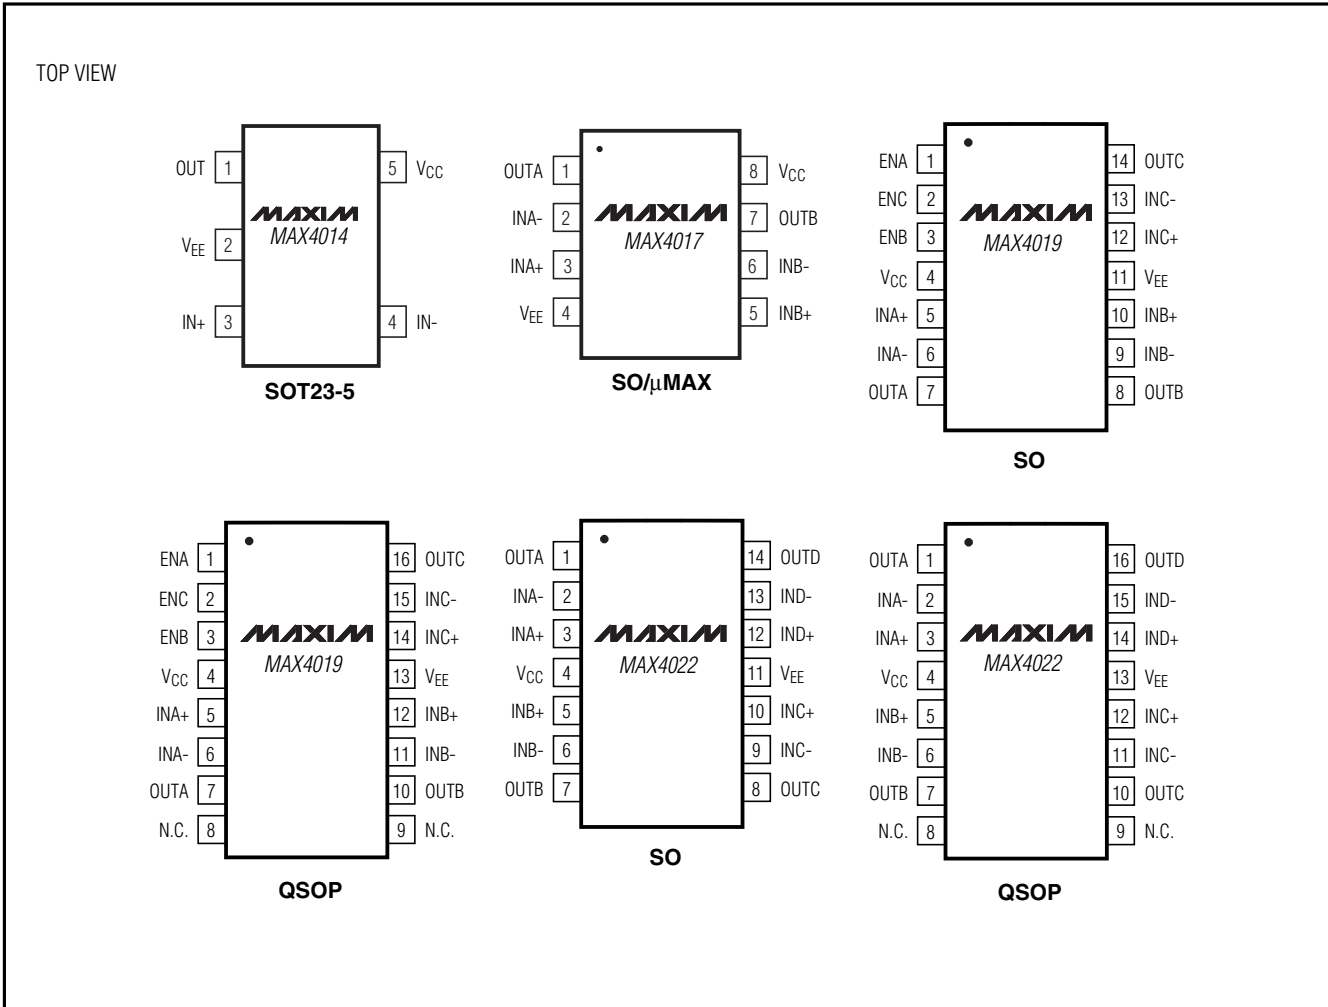 TOP VIEW
OUT 1
5 VCC
VEE 2
IN+ 3
4 IN-
MAXIM
MAX4014
SOT23-5
OUTA 1
8 VCC
INA- 2
7 OUTB
INA+ 3
6 INB-
VEE 4
5 INB+
MAXIM
MAX4017
SO/µMAX
ENA 1
14 OUTC
ENC 2
13 INC-
ENB 3
12 INC+
VCC 4
11 VEE
INA+ 5
10 INB+
INA- 6
9 INB-
OUTA 7
8 OUTB
MAXIM
MAX4019
SO
ENA 1
16 OUTC
ENC 2
15 INC-
ENB 3
14 INC+
VCC 4
13 VEE
INA+ 5
12 INB+
INA- 6
11 INB-
OUTA 7
10 OUTB
N.C. 8
9 N.C.
MAXIM
MAX4019
QSOP
OUTA 1
14 OUTD
INA- 2
13 IND-
INA+ 3
12 IND+
VCC 4
11 VEE
INB+ 5
10 INC+
INB- 6
9 INC-
OUTB 7
8 OUTC
MAXIM
MAX4022
SO
OUTA 1
16 OUTD
INA- 2
15 IND-
INA+ 3
14 IND+
VCC 4
13 VEE
INB+ 5
12 INC+
INB- 6
11 INC-
OUTB 7
10 OUTC
N.C. 8
9 N.C.
MAXIM
MAX4022
QSOP